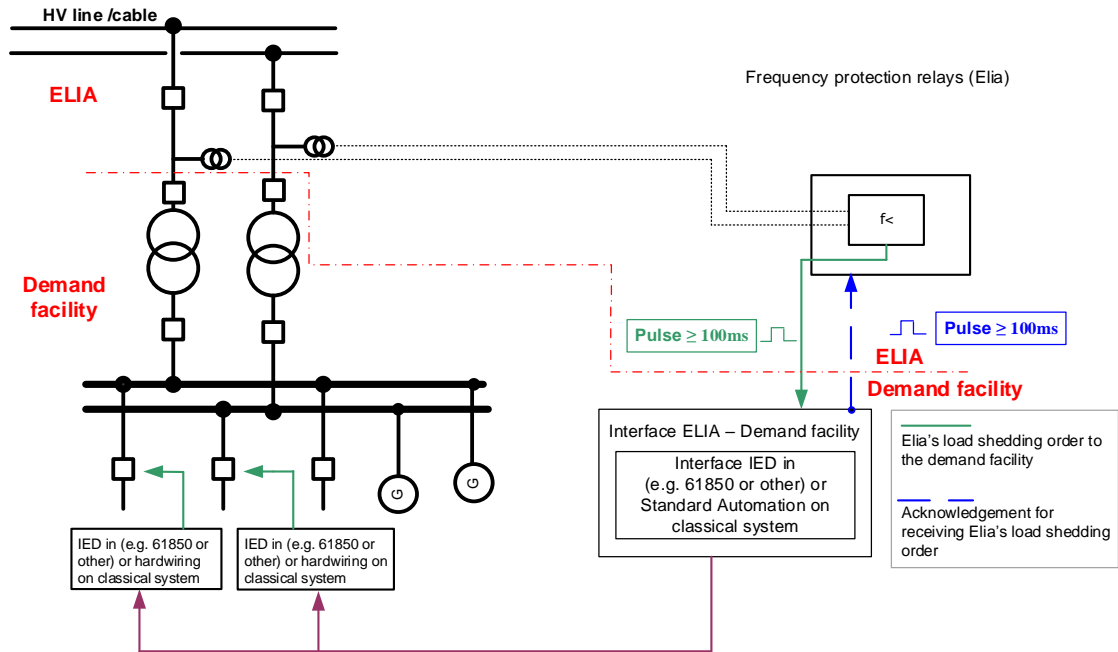 HV line /cable
ELIA
Frequency protection relays (Elia)
f<
Demand
facility
Pulse ≥ 100ms
Pulse ≥ 100ms
ELIA
Demand facility
Interface ELIA – Demand facility
Interface IED in
(e.g. 61850 or other) or
Standard Automation on
classical system
Elia's load shedding order to
the demand facility
Acknowledgement for
receiving Elia's load shedding
order
G
G
IED in (e.g. 61850 or
other) or hardwiring
on classical system
IED in (e.g. 61850 or
other) or hardwiring on
classical system